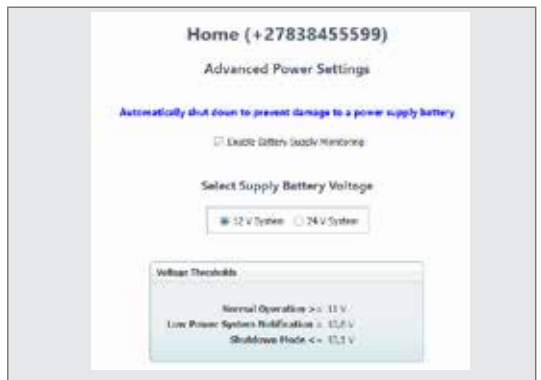 Home (+27838455599)
Advanced Power Settings
Automatically shut down to prevent damage to a power supply battery
Enable Battery Supply Monitoring
Select Supply Battery Voltage
12 V System 24 V System
Voltage Thresholds
Normal Operation >= 11 V
Low Power System Notification =
Shutdown Mode <=